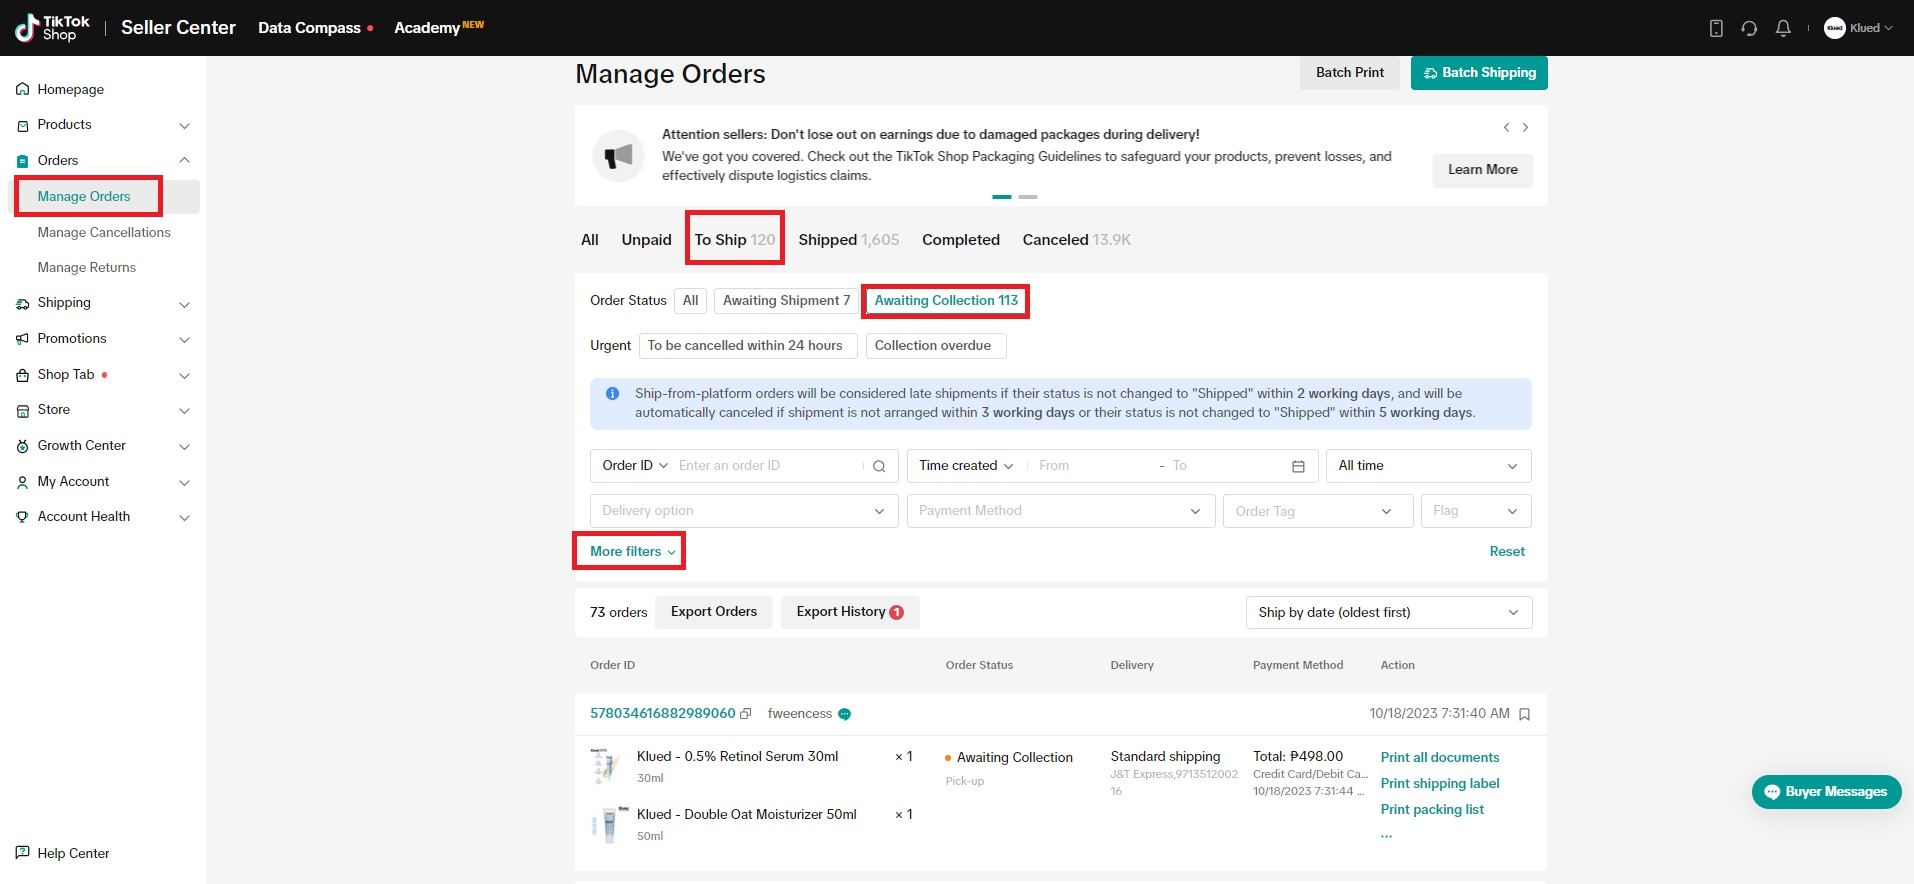 TikTok
Shop
Seller Center
Data Compass
Academy NEW
Klued
Klued
Homepage
Products
Orders
Manage Orders
Manage Cancellations
Manage Returns
Shipping
Promotions
Shop Tab
Store
Growth Center
My Account
Account Health
Help Center
Manage Orders
Batch Print
Batch Shipping
Attention sellers: Don't lose out on earnings due to damaged packages during delivery!
We've got you covered. Check out the TikTok Shop Packaging Guidelines to safeguard your products, prevent losses, and
effectively dispute logistics claims.
Learn More
All Unpaid To Ship 120 Shipped 1,605 Completed Canceled 13.9K
Order Status All Awaiting Shipment 7 Awaiting Collection 113
Urgent To be cancelled within 24 hours Collection overdue
Ship-from-platform orders will be considered late shipments if their status is not changed to "Shipped" within 2 working days, and will be
automatically canceled if shipment is not arranged within 3 working days or their status is not changed to "Shipped" within 5 working days.
Order ID Enter an order ID Time created From - To All time
Delivery option Payment Method Order Tag Flag
More filters Reset
73 orders Export Orders Export History 1 Ship by date (oldest first)
Order ID Order Status Delivery Payment Method Action
578034616882989060 fweencess 10/18/2023 7:31:40 AM
Klued - 0.5% Retinol Serum 30ml × 1 Awaiting Collection Standard shipping Total: ₱498.00 Print all documents
30ml Pick-up J&T Express,9713512002 Credit Card/Debit Ca... Print shipping label
16 10/18/2023 7:31:44 ...
Klued - Double Oat Moisturizer 50ml × 1 Print packing list
50ml ...
Buyer Messages